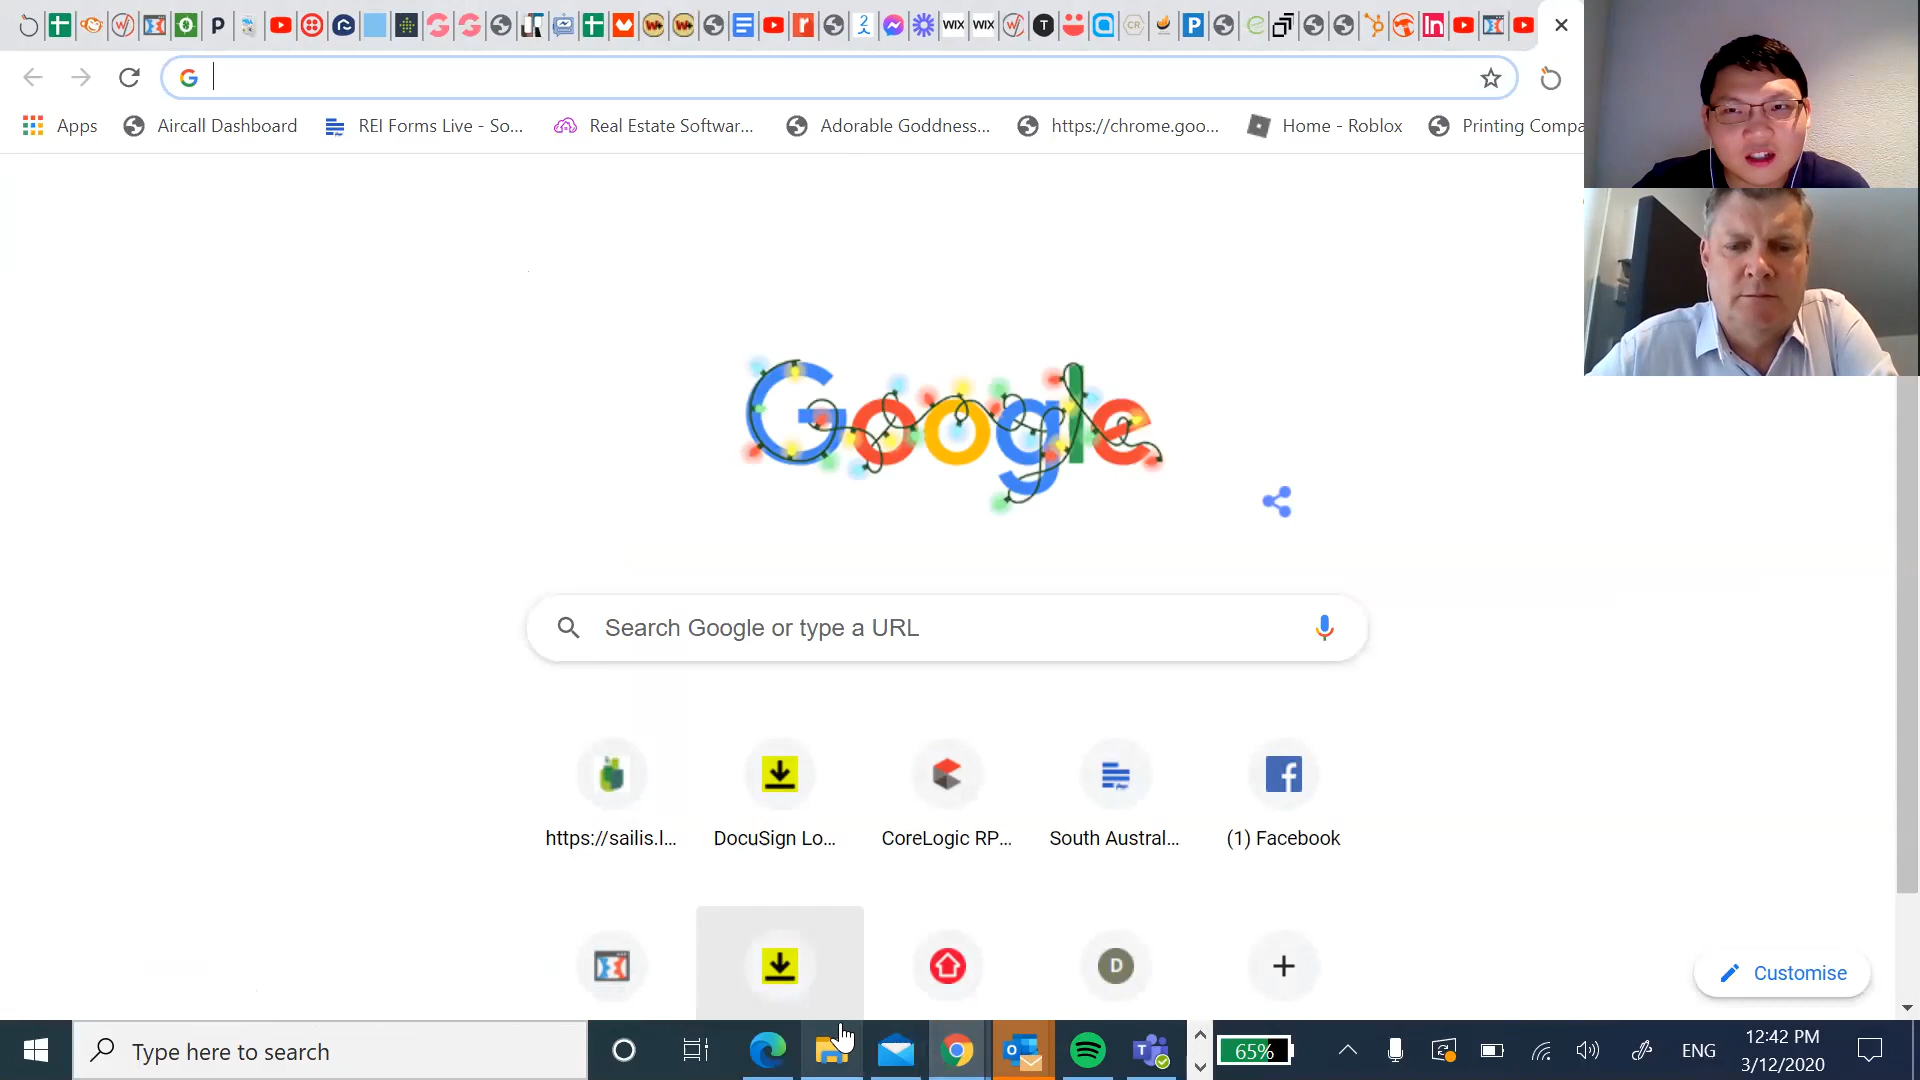 Apps
Aircall Dashboard
REI Forms Live - So...
Real Estate Softwar...
Adorable Goddness...
https://chrome.goo...
Home - Roblox
Printing Compa
Google
Search Google or type a URL
https://sailis.l...
DocuSign Lo...
CoreLogic RP...
South Austral...
(1) Facebook
D
Customise
Type here to search
65%
ENG
12:42 PM
3/12/2020